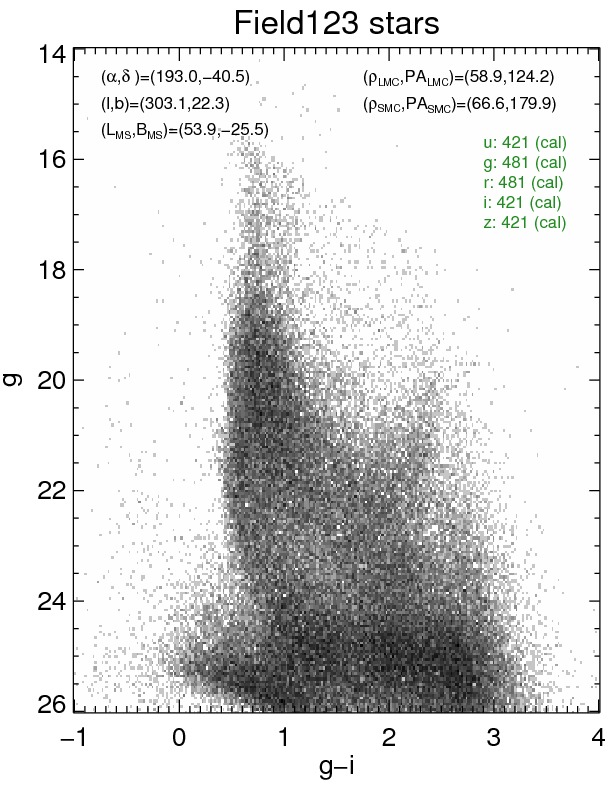 Field123 stars
(α,δ)=(193.0,−40.5)
(ρLMC,PALMC)=(58.9,124.2)
(l,b)=(303.1,22.3)
(ρSMC,PASMC)=(66.6,179.9)
(LMS,BMS)=(53.9,−25.5)
u: 421 (cal)
g: 481 (cal)
r: 481 (cal)
i: 421 (cal)
z: 421 (cal)
14
16
18
20
22
24
26
g
−1 0 1 2 3 4
g−i